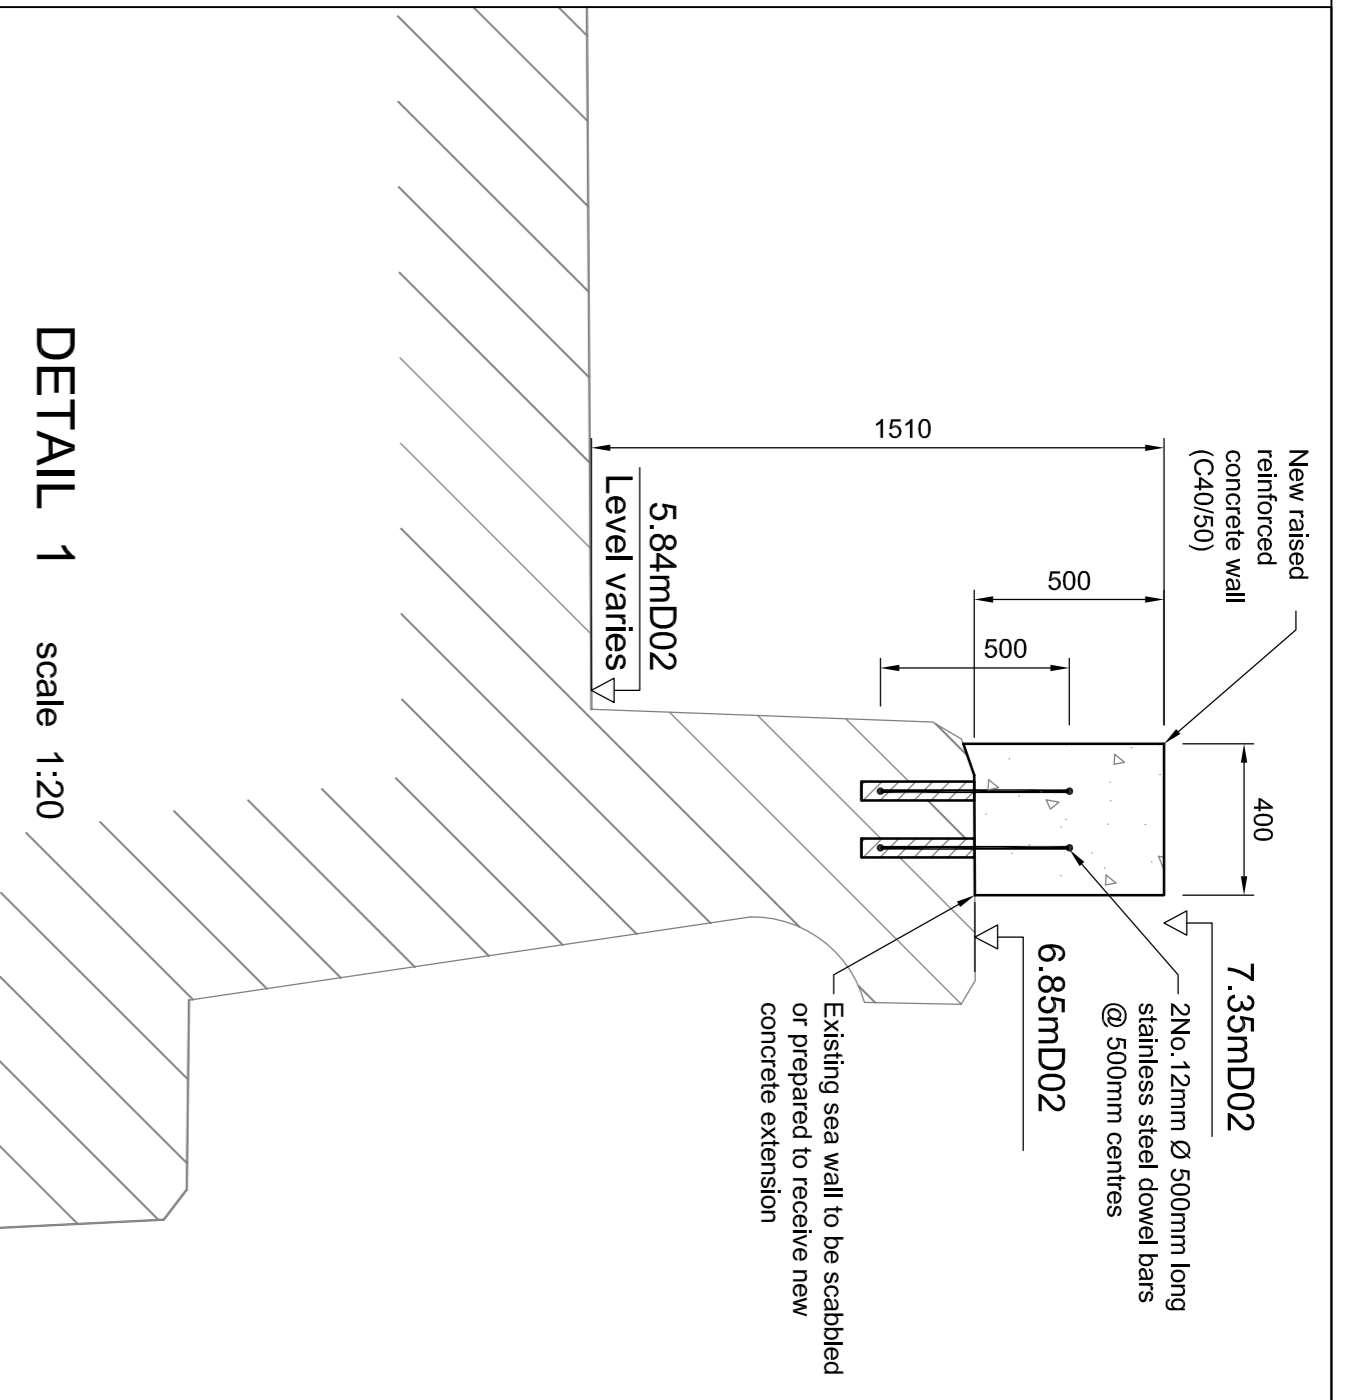 New raised
reinforced
concrete wall
(C40/50)
400
7.35mD02
2No.12mm Ø 500mm long
stainless steel dowel bars
@ 500mm centres
500
500
1510
6.85mD02
Existing sea wall to be scabbled
or prepared to receive new
concrete extension
5.84mD02
Level varies
DETAIL 1 scale 1:20